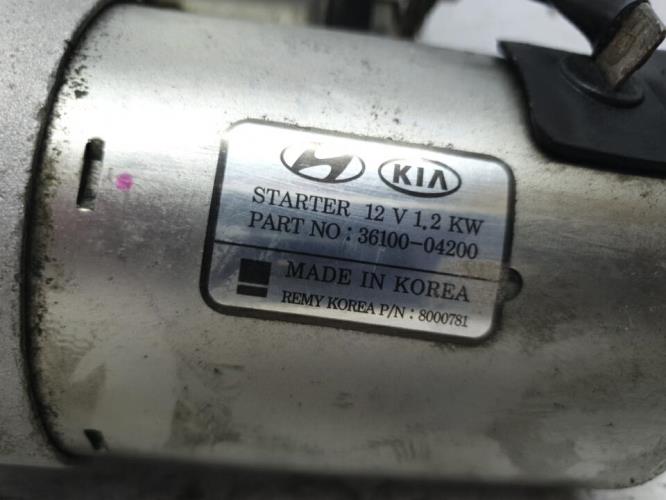 KIA
STARTER 12 V 1.2 KW
PART NO : 36100-04200
MADE IN KOREA
REMY KOREA P/N : 8000781